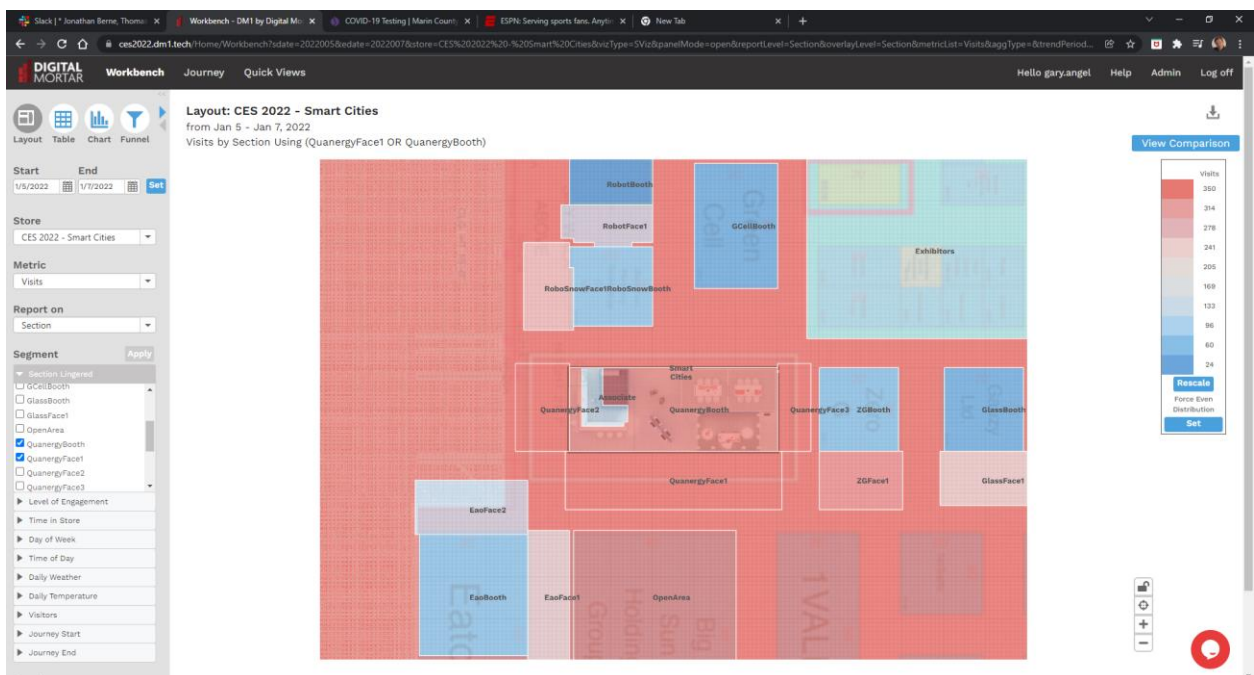 Slack | * Jonathan Berne, Thoma
Workbench - DM1 by Digital Mo
COVID-19 Testing | Marin County
ESPN: Serving sports fans. Anytim
New Tab
ces2022.dm1.tech/Home/Workbench?sdate=2022005&edate=2022007&store=CES%202022%20-%20Smart%20Cities&vizType=SViz&panelMode=open&reportLevel=Section&overlayLevel=Section&metricList=Visits&aggType=&trendPeriod...
DIGITAL
MORTAR
Workbench
Journey
Quick Views
Hello gary.angel
Help
Admin
Log off
Layout
Table
Chart
Funnel
Layout: CES 2022 - Smart Cities
from Jan 5 - Jan 7, 2022
Visits by Section Using (QuanergyFace1 OR QuanergyBooth)
View Comparison
Start End
1/5/2022 1/7/2022 Set
Store
CES 2022 - Smart Cities
Metric
Visits
Report on
Section
Segment Apply
Section Lingered
GCellBooth
GlassBooth
GlassFace1
OpenArea
QuanergyBooth
QuanergyFace1
QuanergyFace2
QuanergyFace3
Level of Engagement
Time in Store
Day of Week
Time of Day
Daily Weather
Daily Temperature
Visitors
Journey Start
Journey End
RobotBooth
RobotFace1
Green
Cell
GCellBooth
Exhibitors
RoboSnowFace1RoboSnowBooth
Smart
Cities
Associate
QuanergyFace2
QuanergyBooth
QuanergyFace3
ZGBooth
GlassBooth
QuanergyFace1
ZGFace1
GlassFace1
EaoFace2
EaoBooth
EaoFace1
OpenArea
Eato
Big
Sun
Holding
Group
1VAL
Visits
350
314
278
241
205
169
133
96
60
24
Rescale
Force Even
Distribution
Set